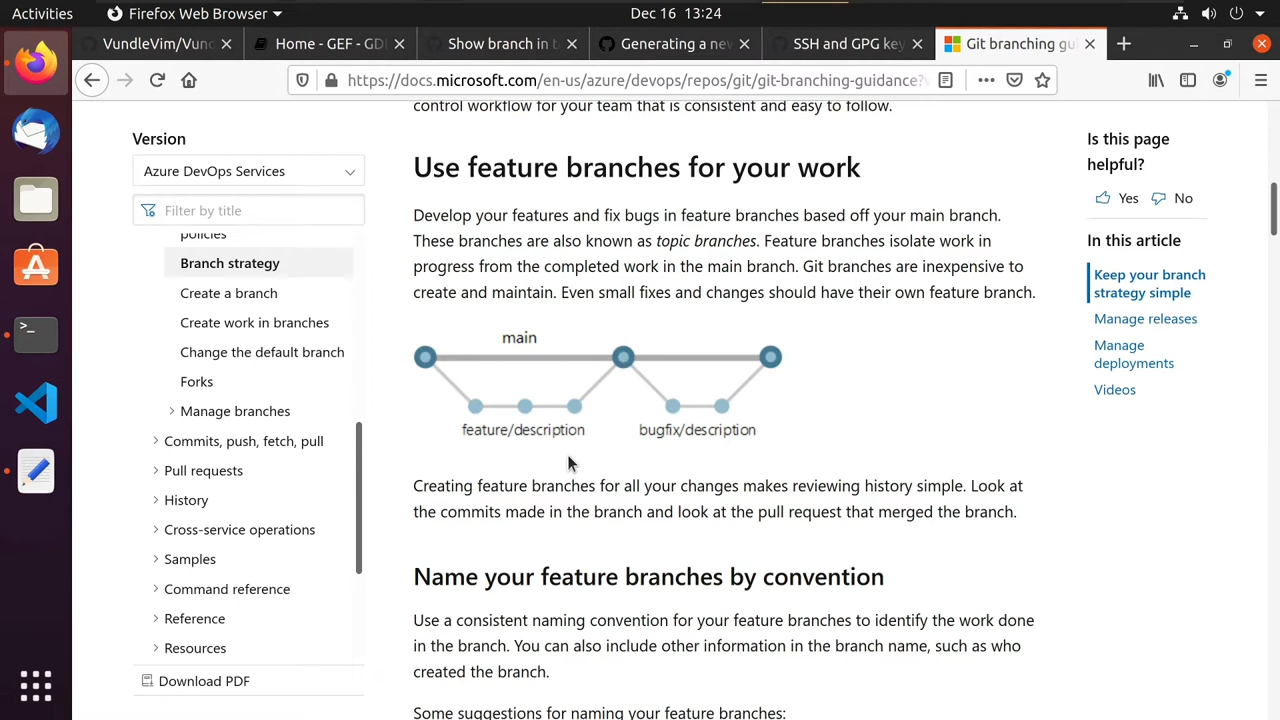 Activities
Firefox Web Browser
Dec 16 13:24
VundleVim/Vund
Home - GEF - GD
Show branch in t
Generating a new
SSH and GPG key
Git branching gui
https://docs.microsoft.com/en-us/azure/devops/repos/git/git-branching-guidance?
control workflow for your team that is consistent and easy to follow.
Version
Azure DevOps Services
Filter by title
policies
Branch strategy
Create a branch
Create work in branches
Change the default branch
Forks
Manage branches
Commits, push, fetch, pull
Pull requests
History
Cross-service operations
Samples
Command reference
Reference
Resources
Download PDF
Use feature branches for your work
Develop your features and fix bugs in feature branches based off your main branch.
These branches are also known as topic branches. Feature branches isolate work in
progress from the completed work in the main branch. Git branches are inexpensive to
create and maintain. Even small fixes and changes should have their own feature branch.
main
feature/description
bugfix/description
Creating feature branches for all your changes makes reviewing history simple. Look at
the commits made in the branch and look at the pull request that merged the branch.
Name your feature branches by convention
Use a consistent naming convention for your feature branches to identify the work done
in the branch. You can also include other information in the branch name, such as who
created the branch.
Some suggestions for naming your feature branches:
Is this page
helpful?
Yes
No
In this article
Keep your branch
strategy simple
Manage releases
Manage
deployments
Videos